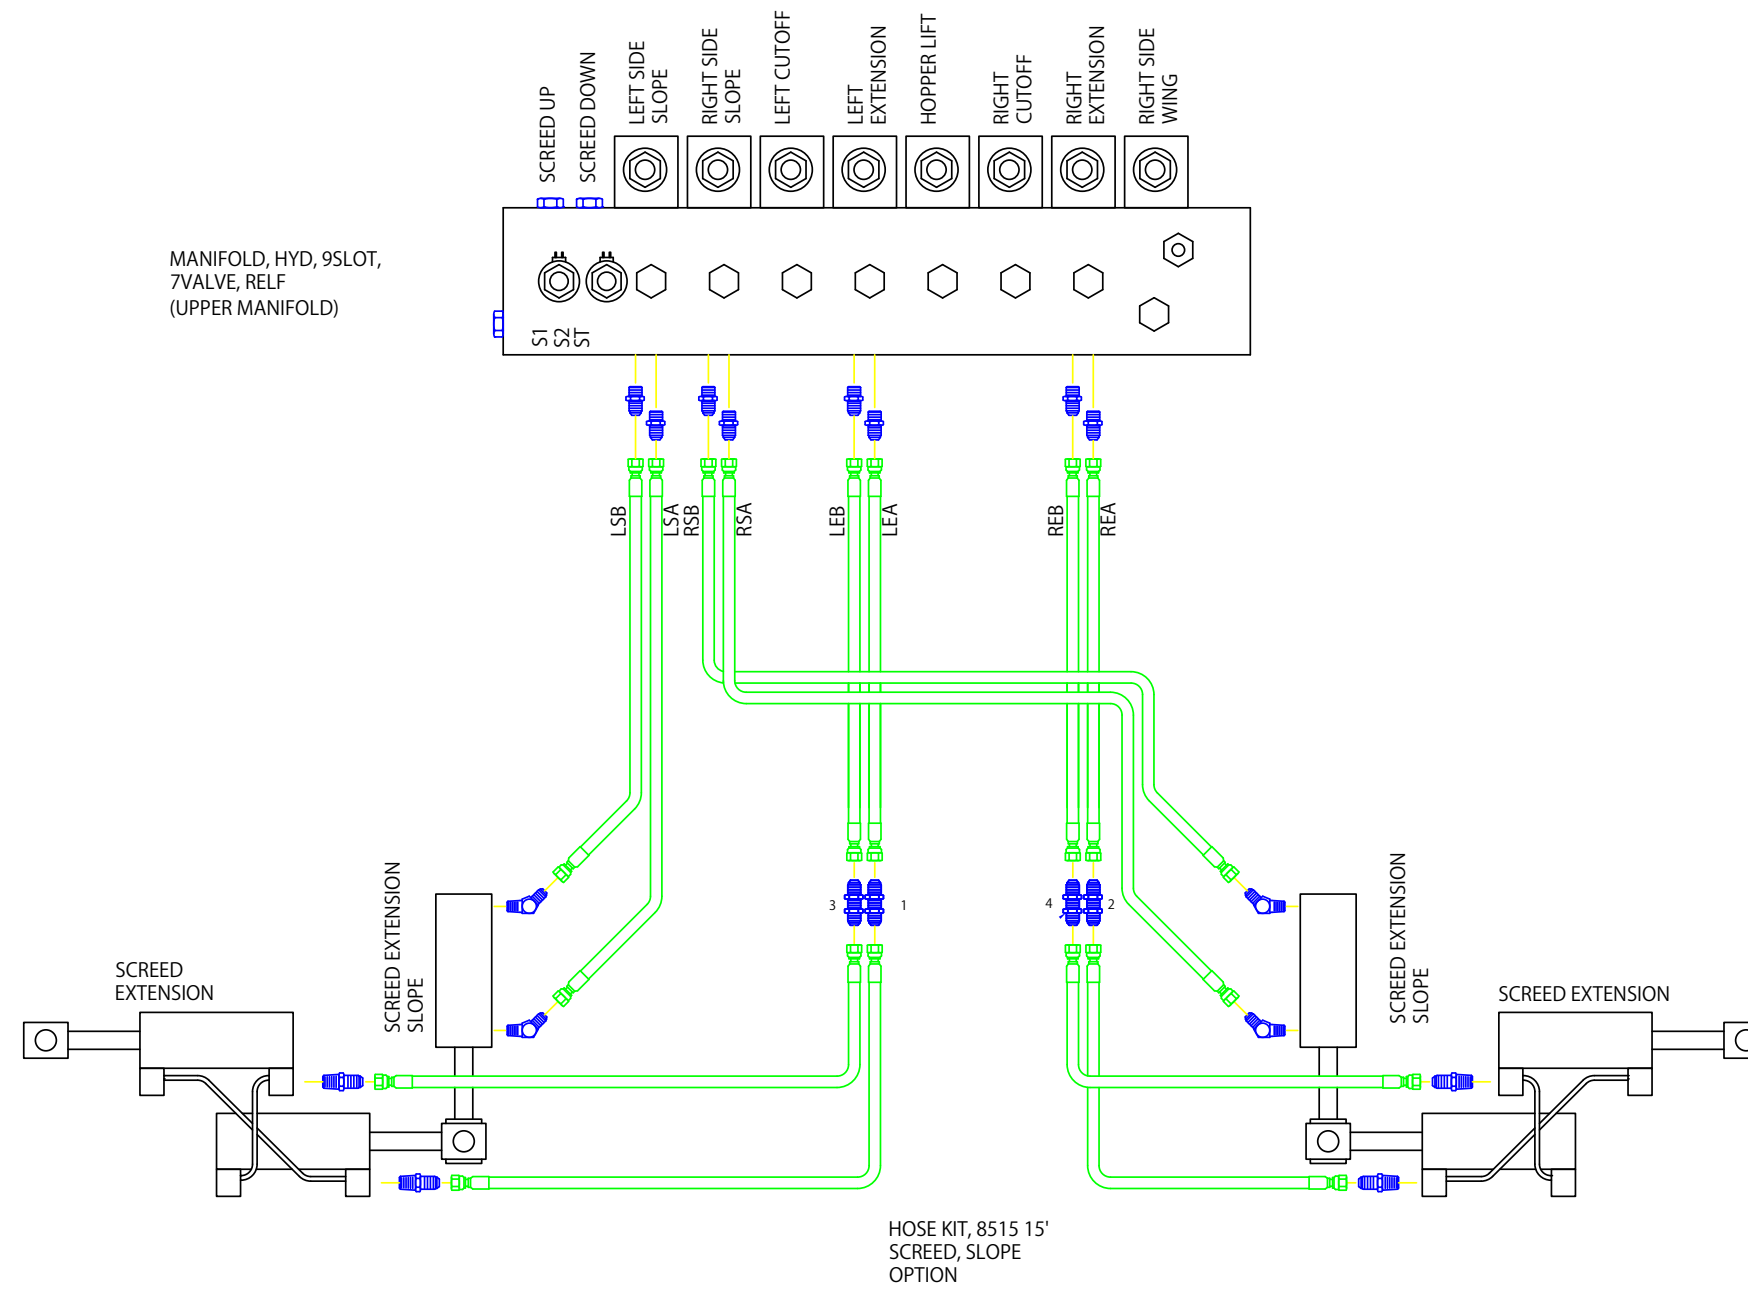 SCREED UP
SCREED DOWN
LEFT SIDE
SLOPE
RIGHT SIDE
SLOPE
LEFT CUTOFF
LEFT
EXTENSION
HOPPER LIFT
RIGHT
CUTOFF
RIGHT
EXTENSION
RIGHT SIDE
WING
MANIFOLD, HYD, 9SLOT,
7VALVE, RELF
(UPPER MANIFOLD)
S1
S2
ST
LSB
LSA
RSB
RSA
LEB
LEA
REB
REA
3
1
4
2
SCREED EXTENSION
SLOPE
SCREED EXTENSION
SLOPE
SCREED
EXTENSION
SCREED EXTENSION
HOSE KIT, 8515 15'
SCREED, SLOPE
OPTION